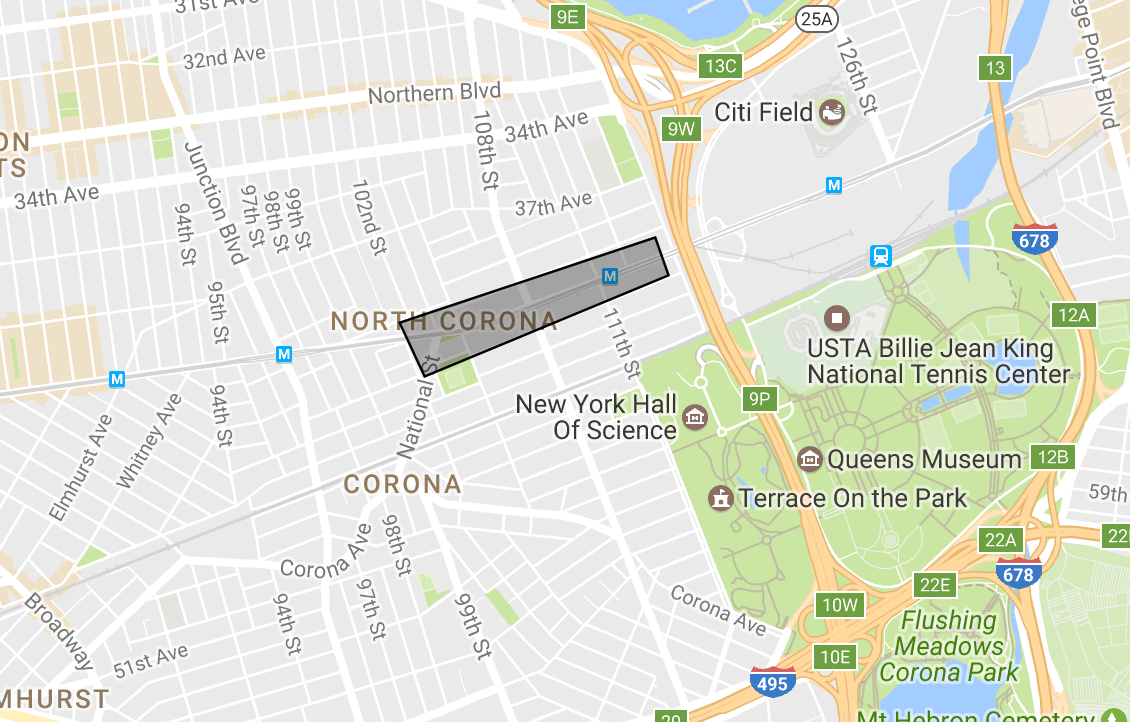 31st Ave
9E
25A
32nd Ave
13C
13
126th St
Northern Blvd
Citi Field
108th St
34th Ave
9W
ON
TS
Junction Blvd
34th Ave
97th St
98th St
99th St
102nd St
37th Ave
94th St
M
678
M
95th St
NORTH CORONA
12A
111th St
USTA Billie Jean King
National Tennis Center
M
M
National St
94th St
Whitney Ave
Elmhurst Ave
9P
New York Hall
Of Science
Queens Museum
12B
CORONA
Terrace On the Park
59th
98th St
Corona Ave
22A
22E
678
22E
97th St
94th St
99th St
Corona Ave
10W
Broadway
Flushing
Meadows
Corona Park
51st Ave
10E
495
MHURST
20
Mt Hebron Cemetery